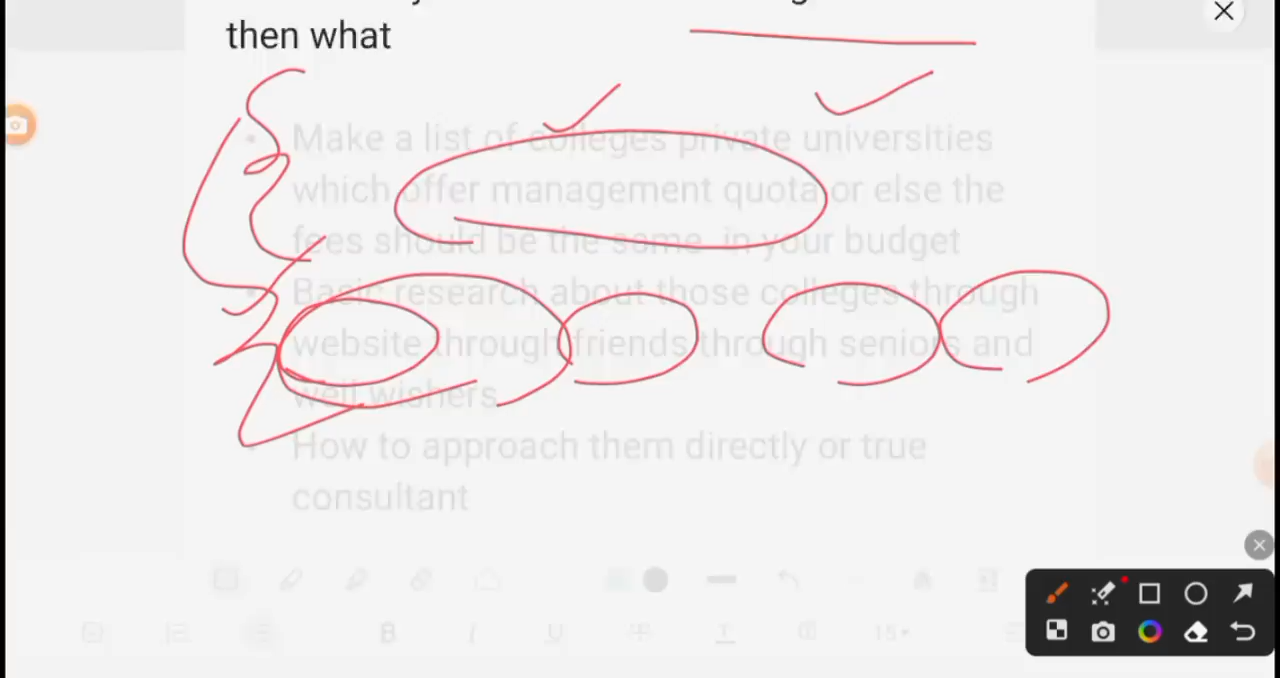 then what
Make a list of colleges private universities
which offer management quota or else the
fees should be the same in your budget
Basic research about those colleges through
website through friends through seniors and
well wishers
How to approach them directly or true
consultant
B I U T 16